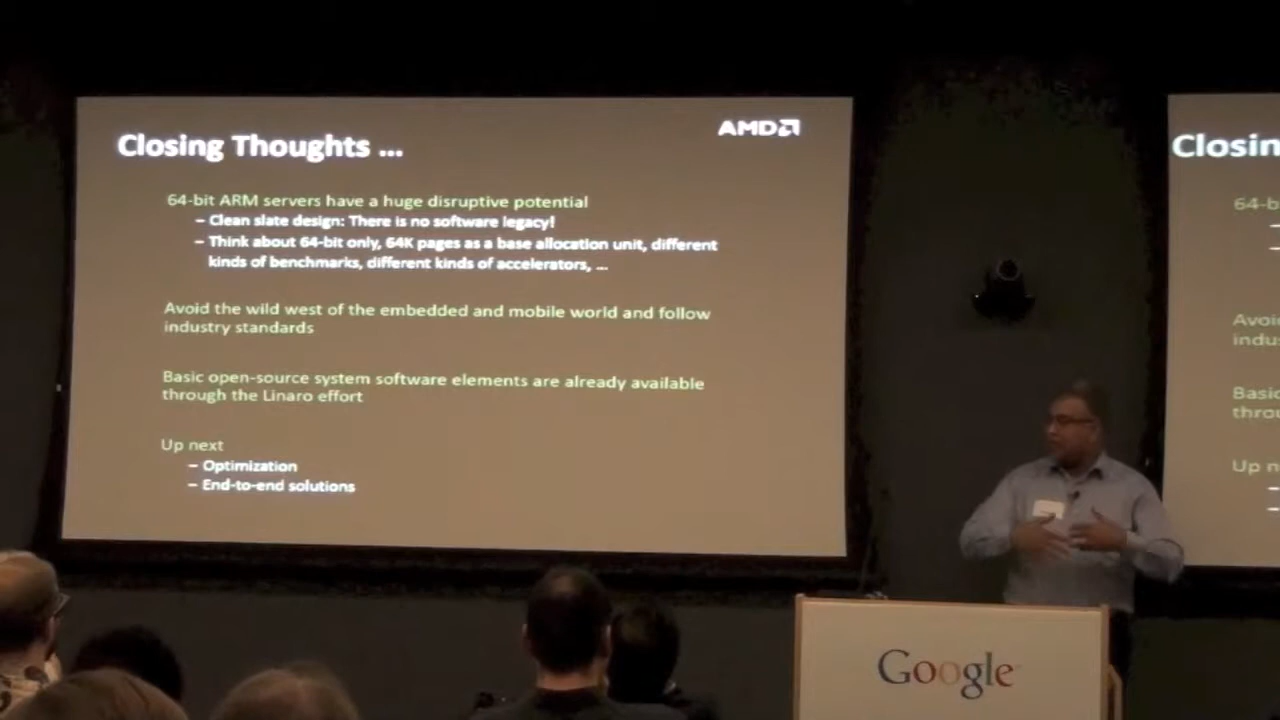 AMD
Closing Thoughts ...
64-bit ARM servers have a huge disruptive potential
– Clean slate design: There is no software legacy!
– Think about 64-bit only, 64K pages as a base allocation unit, different
kinds of benchmarks, different kinds of accelerators, ...
Avoid the wild west of the embedded and mobile world and follow
industry standards
Basic open-source system software elements are already available
through the Linaro effort
Up next
– Optimization
– End-to-end solutions
Closin
64-b
Avoid
indu
Basic
thro
Up n
Google